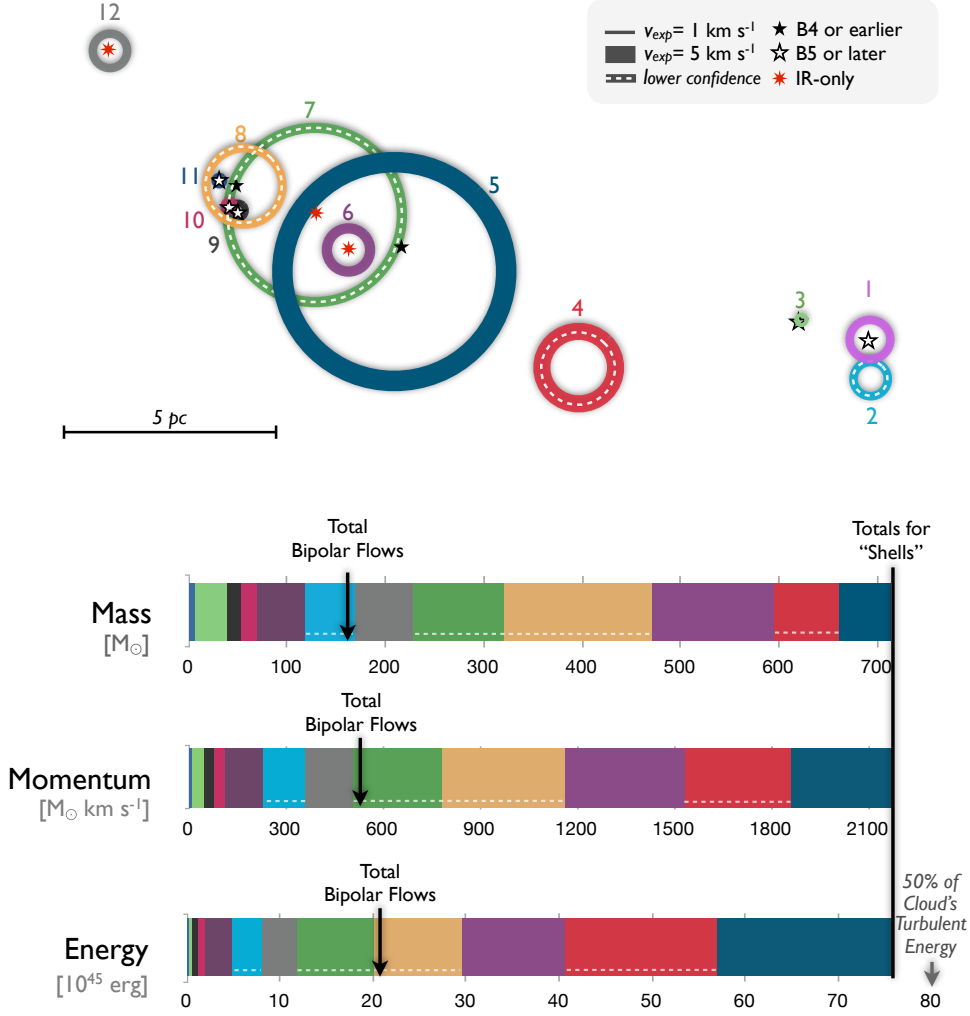 12
v_exp= 1 km s⁻¹
v_exp= 5 km s⁻¹
lower confidence
B4 or earlier
B5 or later
IR-only
7
8
11
5
10
6
9
4
3
1
2
5 pc
Total
Bipolar Flows
Totals for
“Shells”
Mass
[M☉]
0 100 200 300 400 500 600 700
Total
Bipolar Flows
Momentum
[M☉ km s⁻¹]
0 300 600 900 1200 1500 1800 2100
Total
Bipolar Flows
50% of
Cloud's
Turbulent
Energy
Energy
[10⁴⁵ erg]
0 10 20 30 40 50 60 70 80